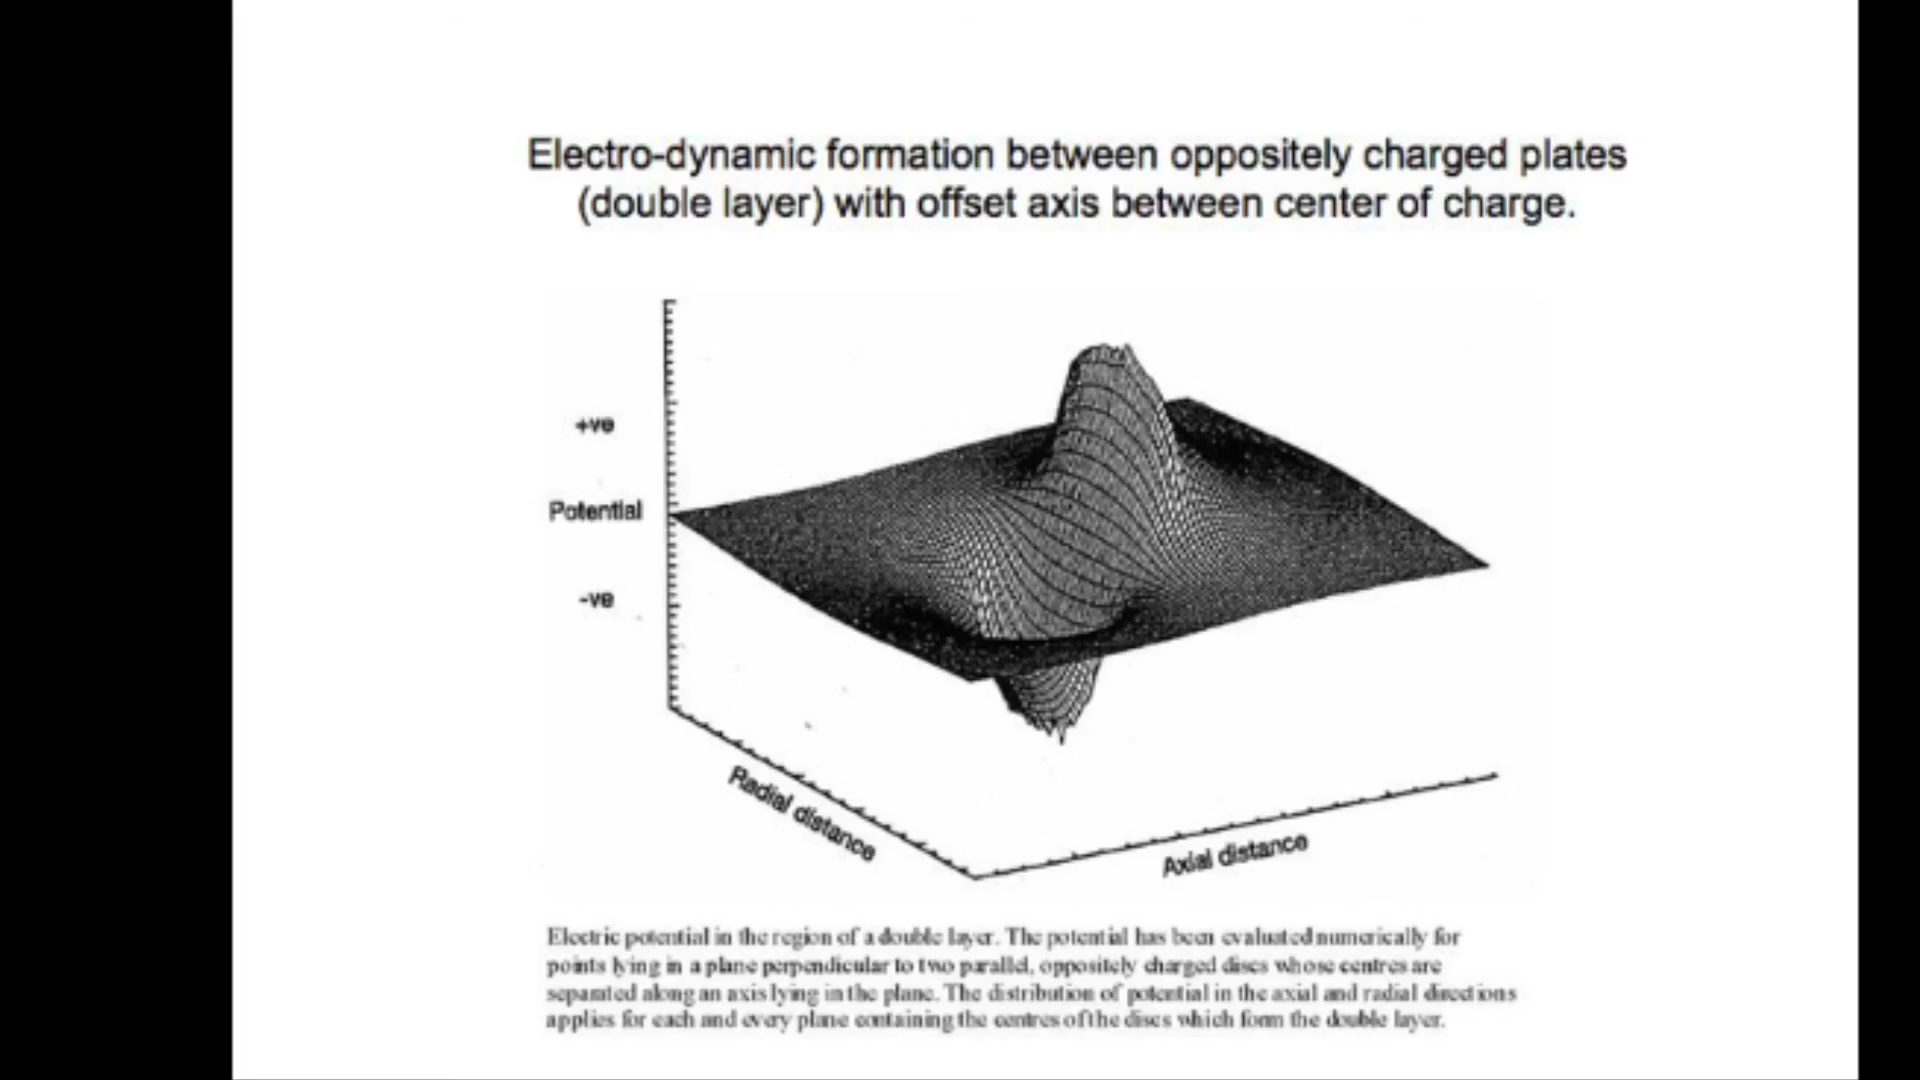 Electro-dynamic formation between oppositely charged plates
(double layer) with offset axis between center of charge.
+ve
Potential
-ve
Radial distance
Axial distance
Electric potential in the region of a double layer. The potential has been evaluated numerically for
points lying in a plane perpendicular to two parallel, oppositely charged discs whose centres are
separated along an axis lying in the plane. The distribution of potential in the axial and radial directions
applies for each and every plane containing the centres of the discs which form the double layer.